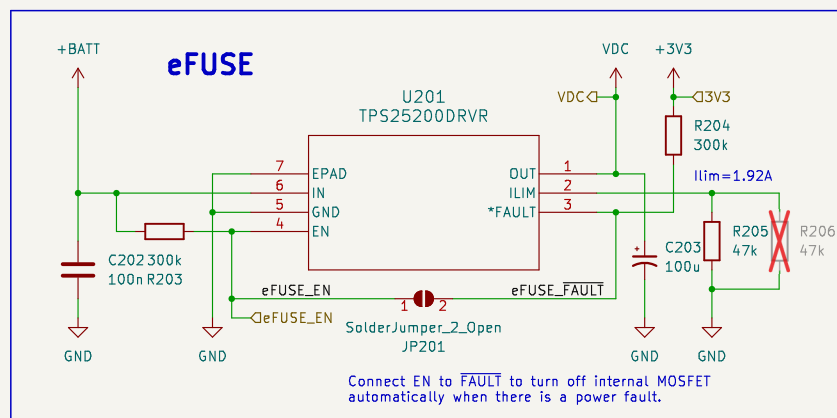 eFUSE
+BATT
VDC
+3V3
VDC
3V3
U201
TPS25200DRVR
R204
300k
7
EPAD
OUT
1
Ilim=1.92A
6
IN
ILIM
2
5
GND
*FAULT
3
4
EN
R205
47k
R206
47k
C202
100n
300k
R203
C203
100u
+
eFUSE_EN
1
2
eFUSE_FAULT
eFUSE_EN
SolderJumper_2_Open
JP201
GND
GND
GND
GND
Connect EN to FAULT to turn off internal MOSFET
automatically when there is a power fault.